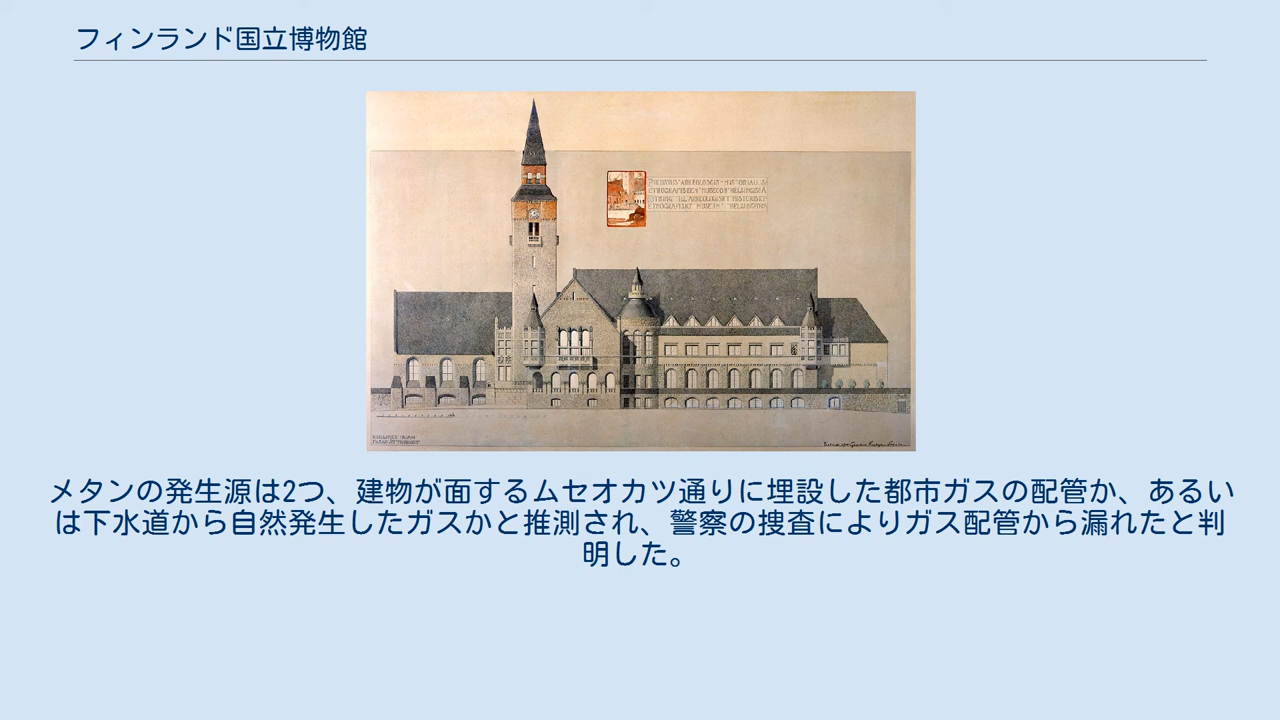 フィンランド国立博物館
メタンの発生源は2つ、建物が面するムセオカツ通りに埋設した都市ガスの配管か、あるい
は下水道から自然発生したガスかと推測され、警察の捜査によりガス配管から漏れたと判
明した。